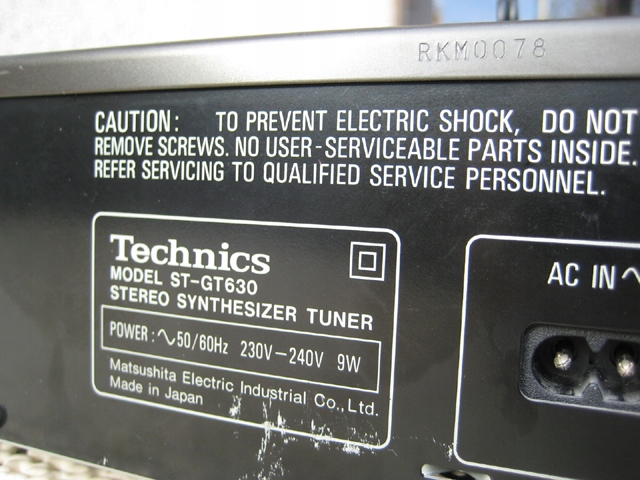 RKM0078
CAUTION: TO PREVENT ELECTRIC SHOCK, DO NOT
REMOVE SCREWS. NO USER-SERVICEABLE PARTS INSIDE.
REFER SERVICING TO QUALIFIED SERVICE PERSONNEL.
Technics
MODEL ST-GT630
STEREO SYNTHESIZER TUNER
POWER: ∿50/60Hz 230V-240V 9W
Matsushita Electric Industrial Co., Ltd.
Made in Japan
AC IN ∿